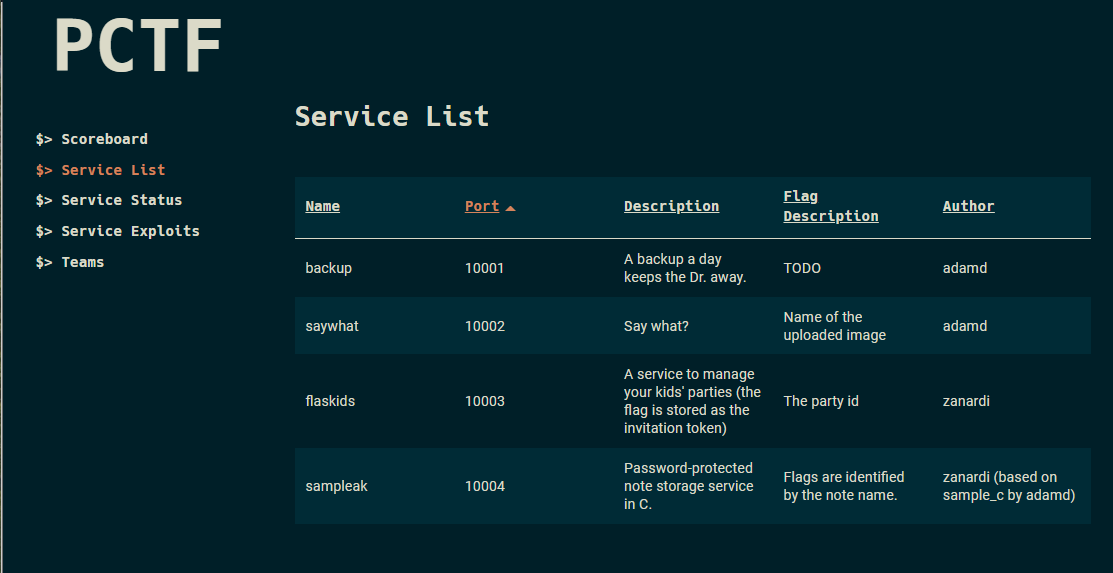 PCTF
$> Scoreboard
$> Service List
$> Service Status
$> Service Exploits
$> Teams
Service List
Name Port Description Flag Description Author
backup 10001 A backup a day keeps the Dr. away. TODO adamd
saywhat 10002 Say what? Name of the uploaded image adamd
flaskids 10003 A service to manage your kids' parties (the flag is stored as the invitation token) The party id zanardi
sampleak 10004 Password-protected note storage service in C. Flags are identified by the note name. zanardi (based on sample_c by adamd)